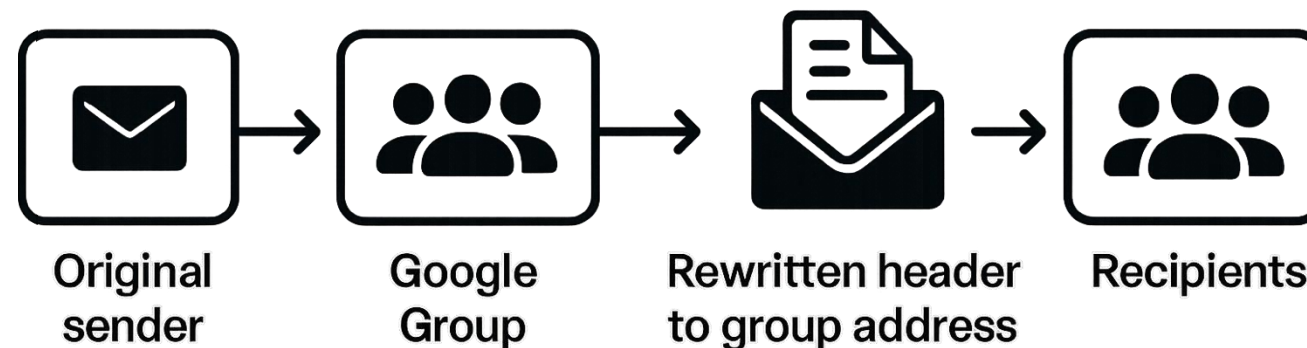 Original
sender
Google
Group
Rewritten header
to group address
Recipients